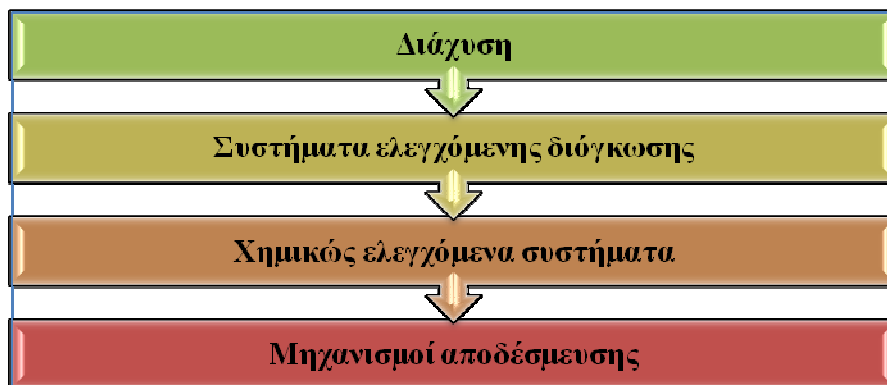 Διάχυση
Συστήματα ελεγχόμενης διόγκωσης
Χημικώς ελεγχόμενα συστήματα
Μηχανισμοί αποδέσμευσης